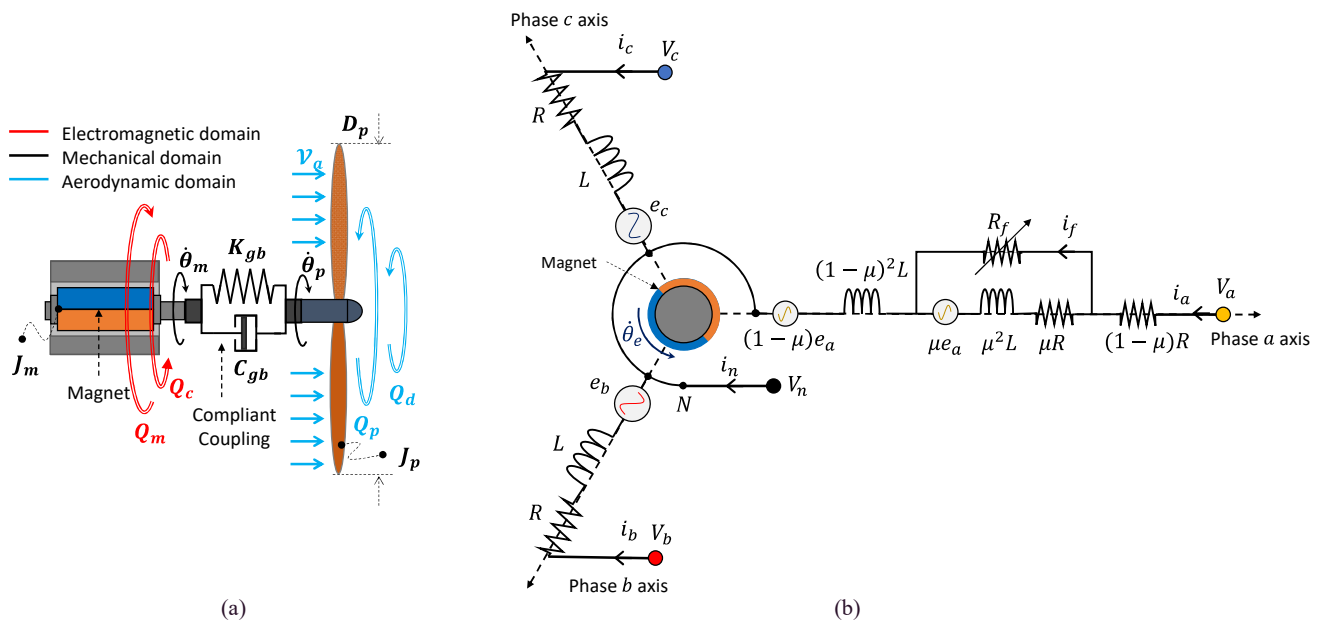 Electromagnetic domain
Mechanical domain
Aerodynamic domain
D_p
𝒱_a
K_gb
θ̇_m
θ̇_p
J_m
Magnet
Q_c
Q_m
C_gb
Compliant
Coupling
Q_p
Q_d
J_p
(a)
Phase c axis
i_c
V_c
R
L
e_c
Magnet
θ̇_e
(1 − μ)e_a
(1 − μ)²L
R_f
i_f
μe_a
μ²L
μR
(1 − μ)R
i_a
V_a
Phase a axis
e_b
N
i_n
V_n
L
R
i_b
V_b
Phase b axis
(b)